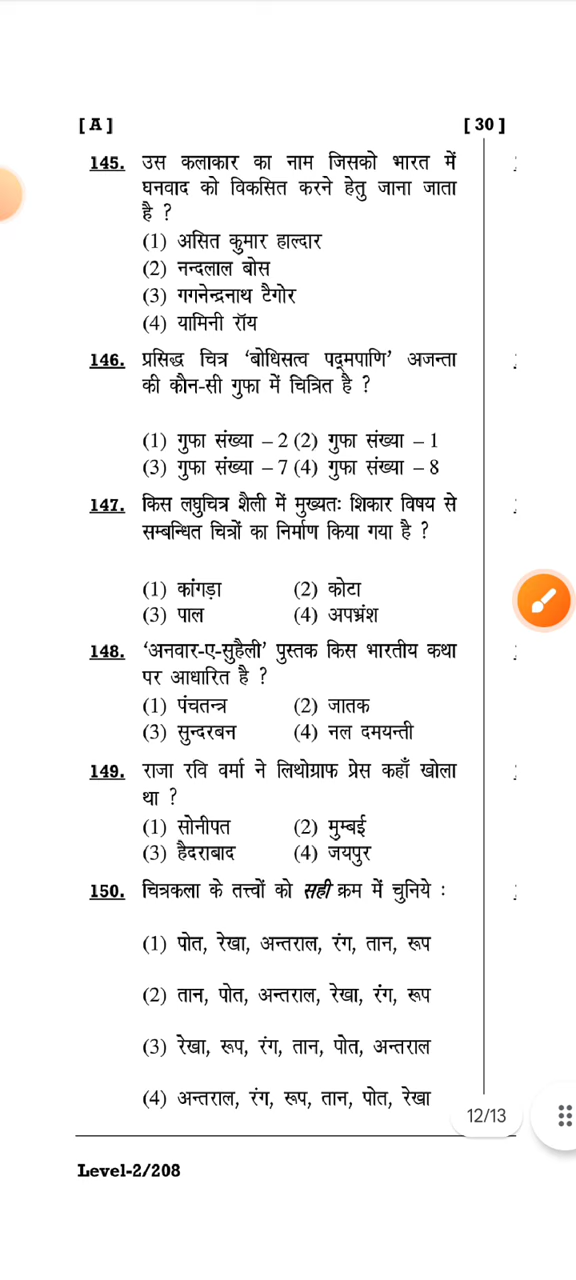 [ A ] [ 30 ]
145. उस कलाकार का नाम जिसको भारत में
घनवाद को विकसित करने हेतु जाना जाता
है ?
(1) असित कुमार हाल्दार
(2) नन्दलाल बोस
(3) गगनेन्द्रनाथ टैगोर
(4) यामिनी रॉय
146. प्रसिद्ध चित्र ‘बोधिसत्व पद्मपाणि’ अजन्ता
की कौन-सी गुफा में चित्रित है ?
(1) गुफा संख्या – 2 (2) गुफा संख्या – 1
(3) गुफा संख्या – 7 (4) गुफा संख्या – 8
147. किस लघुचित्र शैली में मुख्यतः शिकार विषय से
सम्बन्धित चित्रों का निर्माण किया गया है ?
(1) कांगड़ा (2) कोटा
(3) पाल (4) अपभ्रंश
148. ‘अनवार-ए-सुहैली’ पुस्तक किस भारतीय कथा
पर आधारित है ?
(1) पंचतन्त्र (2) जातक
(3) सुन्दरबन (4) नल दमयन्ती
149. राजा रवि वर्मा ने लिथोग्राफ प्रेस कहाँ खोला
था ?
(1) सोनीपत (2) मुम्बई
(3) हैदराबाद (4) जयपुर
150. चित्रकला के तत्त्वों को सही क्रम में चुनिये :
(1) पोत, रेखा, अन्तराल, रंग, तान, रूप
(2) तान, पोत, अन्तराल, रेखा, रंग, रूप
(3) रेखा, रूप, रंग, तान, पोत, अन्तराल
(4) अन्तराल, रंग, रूप, तान, पोत, रेखा
12/13
Level-2/208